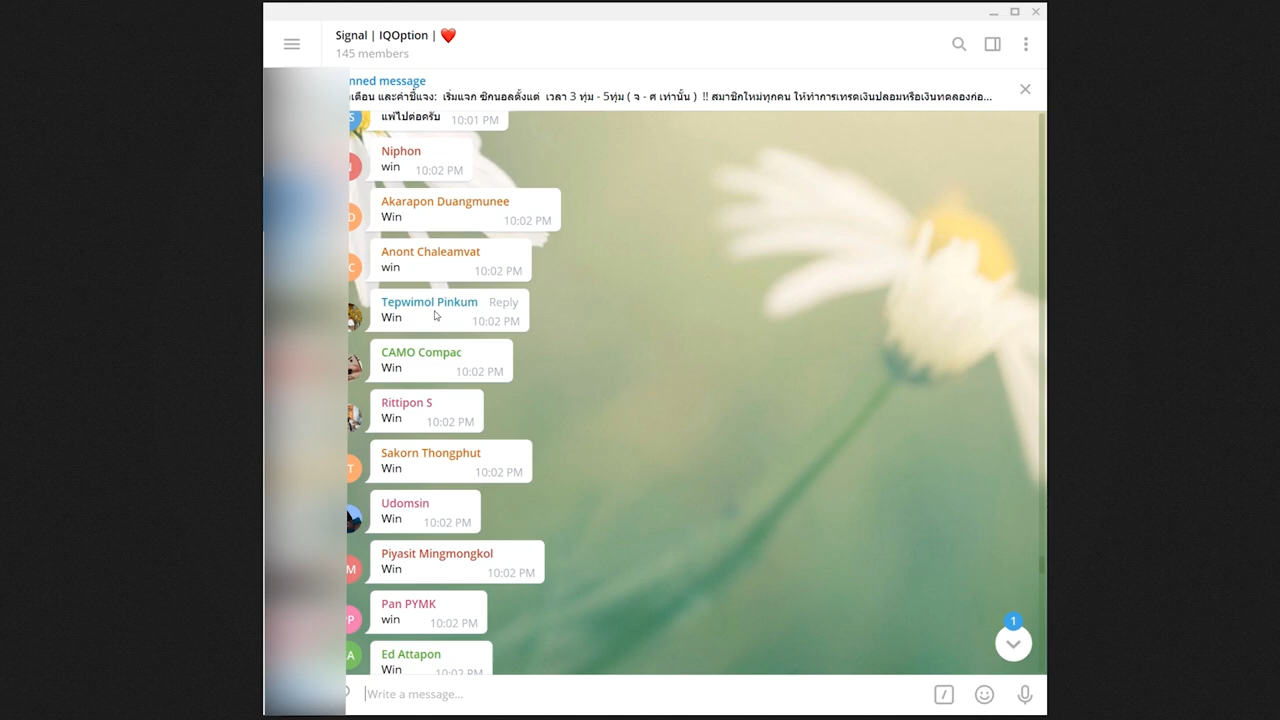 Signal | IQOption | ❤️
145 members
nned message
เตือน และคำชี้แจง: เริ่มแจก ซิกนอลตั้งแต่ เวลา 3 ทุ่ม - 5ทุ่ม ( จ - ศ เท่านั้น ) !! สมาชิกใหม่ทุกคน ให้ทำการเทรดเงินปลอมหรือเงินทดลองก่อ...
แพ้ไปต่อครับ 10:01 PM
Niphon
win 10:02 PM
Akarapon Duangmunee
Win 10:02 PM
Anont Chaleamvat
win 10:02 PM
Tepwimol Pinkum Reply
Win 10:02 PM
CAMO Compac
Win 10:02 PM
Rittipon S
Win 10:02 PM
Sakorn Thongphut
Win 10:02 PM
Udomsin
Win 10:02 PM
Piyasit Mingmongkol
Win 10:02 PM
Pan PYMK
win 10:02 PM
Ed Attapon
Win 10:02 PM
1
Write a message...